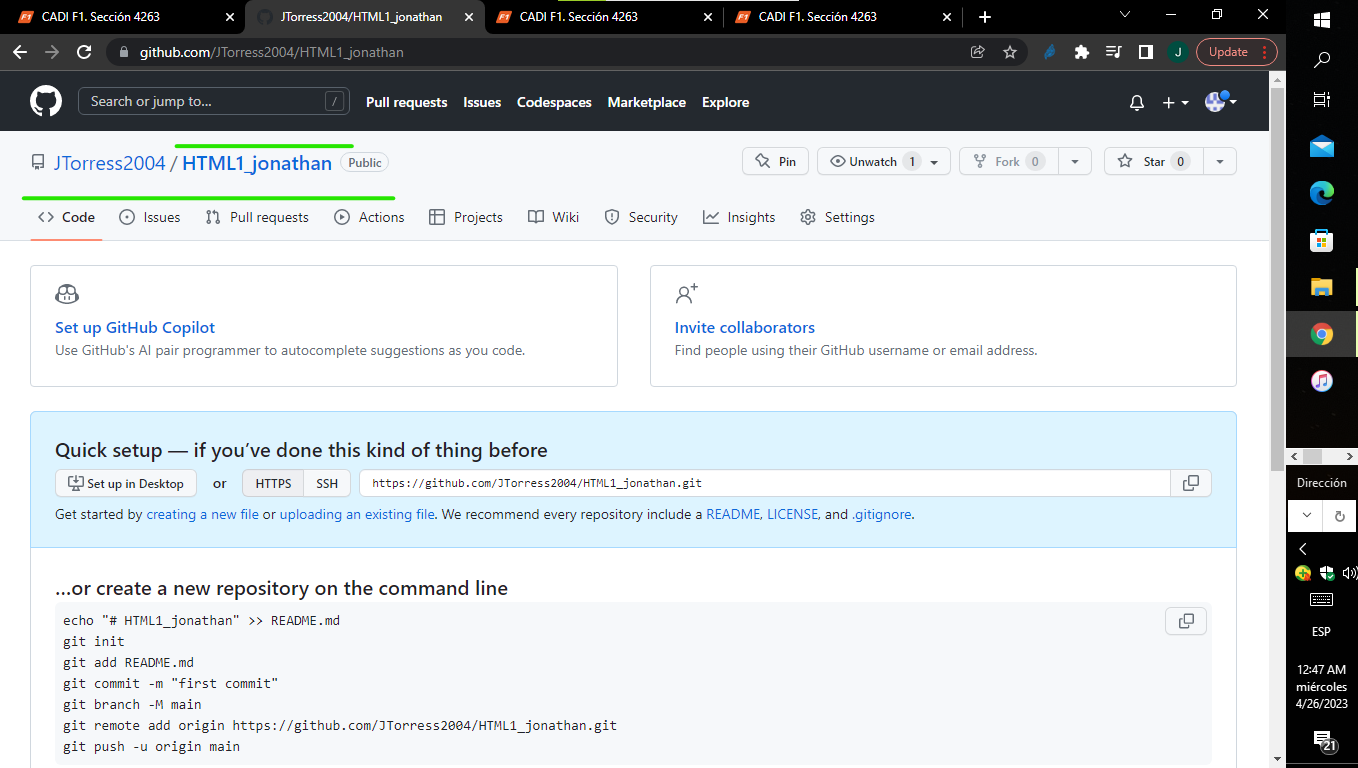 CADI F1. Sección 4263
JTorress2004/HTML1_jonathan
CADI F1. Sección 4263
CADI F1. Sección 4263
github.com/JTorress2004/HTML1_jonathan
J
Update
Search or jump to...
/
Pull requests
Issues
Codespaces
Marketplace
Explore
JTorress2004 / HTML1_jonathan Public
Pin
Unwatch 1
Fork 0
Star 0
Code
Issues
Pull requests
Actions
Projects
Wiki
Security
Insights
Settings
Set up GitHub Copilot
Use GitHub's AI pair programmer to autocomplete suggestions as you code.
Invite collaborators
Find people using their GitHub username or email address.
Quick setup — if you’ve done this kind of thing before
Set up in Desktop
or
HTTPS
SSH
https://github.com/JTorress2004/HTML1_jonathan.git
Get started by creating a new file or uploading an existing file. We recommend every repository include a README, LICENSE, and .gitignore.
…or create a new repository on the command line
echo "# HTML1_jonathan" >> README.md
git init
git add README.md
git commit -m "first commit"
git branch -M main
git remote add origin https://github.com/JTorress2004/HTML1_jonathan.git
git push -u origin main
Dirección
ESP
12:47 AM
miércoles
4/26/2023
21